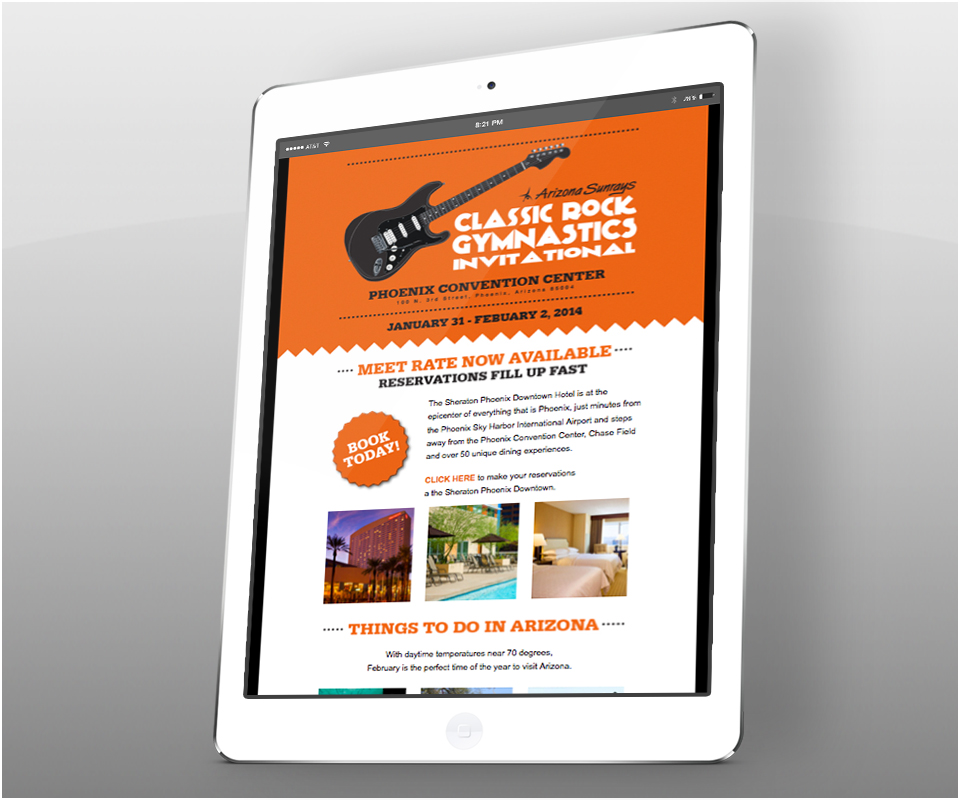 AT&T
8:21 PM
Arizona Sunrays
CLASSIC ROCK
GYMNASTICS
INVITATIONAL
PHOENIX CONVENTION CENTER
100 N. 3rd Street, Phoenix, Arizona 85004
JANUARY 31 - FEBUARY 2, 2014
MEET RATE NOW AVAILABLE
RESERVATIONS FILL UP FAST
The Sheraton Phoenix Downtown Hotel is at the
epicenter of everything that is Phoenix, just minutes from
the Phoenix Sky Harbor International Airport and steps
away from the Phoenix Convention Center, Chase Field
and over 50 unique dining experiences.
BOOK
TODAY!
CLICK HERE to make your reservations
a the Sheraton Phoenix Downtown.
THINGS TO DO IN ARIZONA
With daytime temperatures near 70 degrees,
February is the perfect time of the year to visit Arizona.